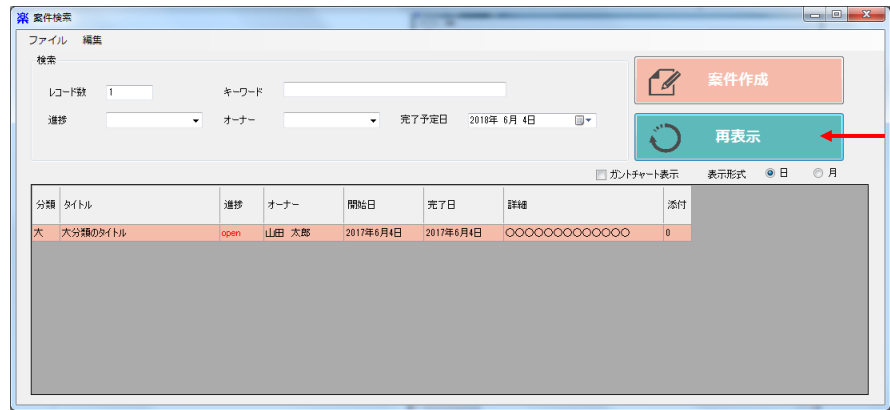 案件検索
ファイル 編集
検索
レコード数 1 キーワード
案件作成
進捗 オーナー 完了予定日 2018年 6月 4日
再表示
ガントチャート表示 表示形式 日 月
分類 タイトル 進捗 オーナー 開始日 完了日 詳細 添付
大 大分類のタイトル open 山田 太郎 2017年6月4日 2017年6月4日 〇〇〇〇〇〇〇〇〇〇〇〇〇 0